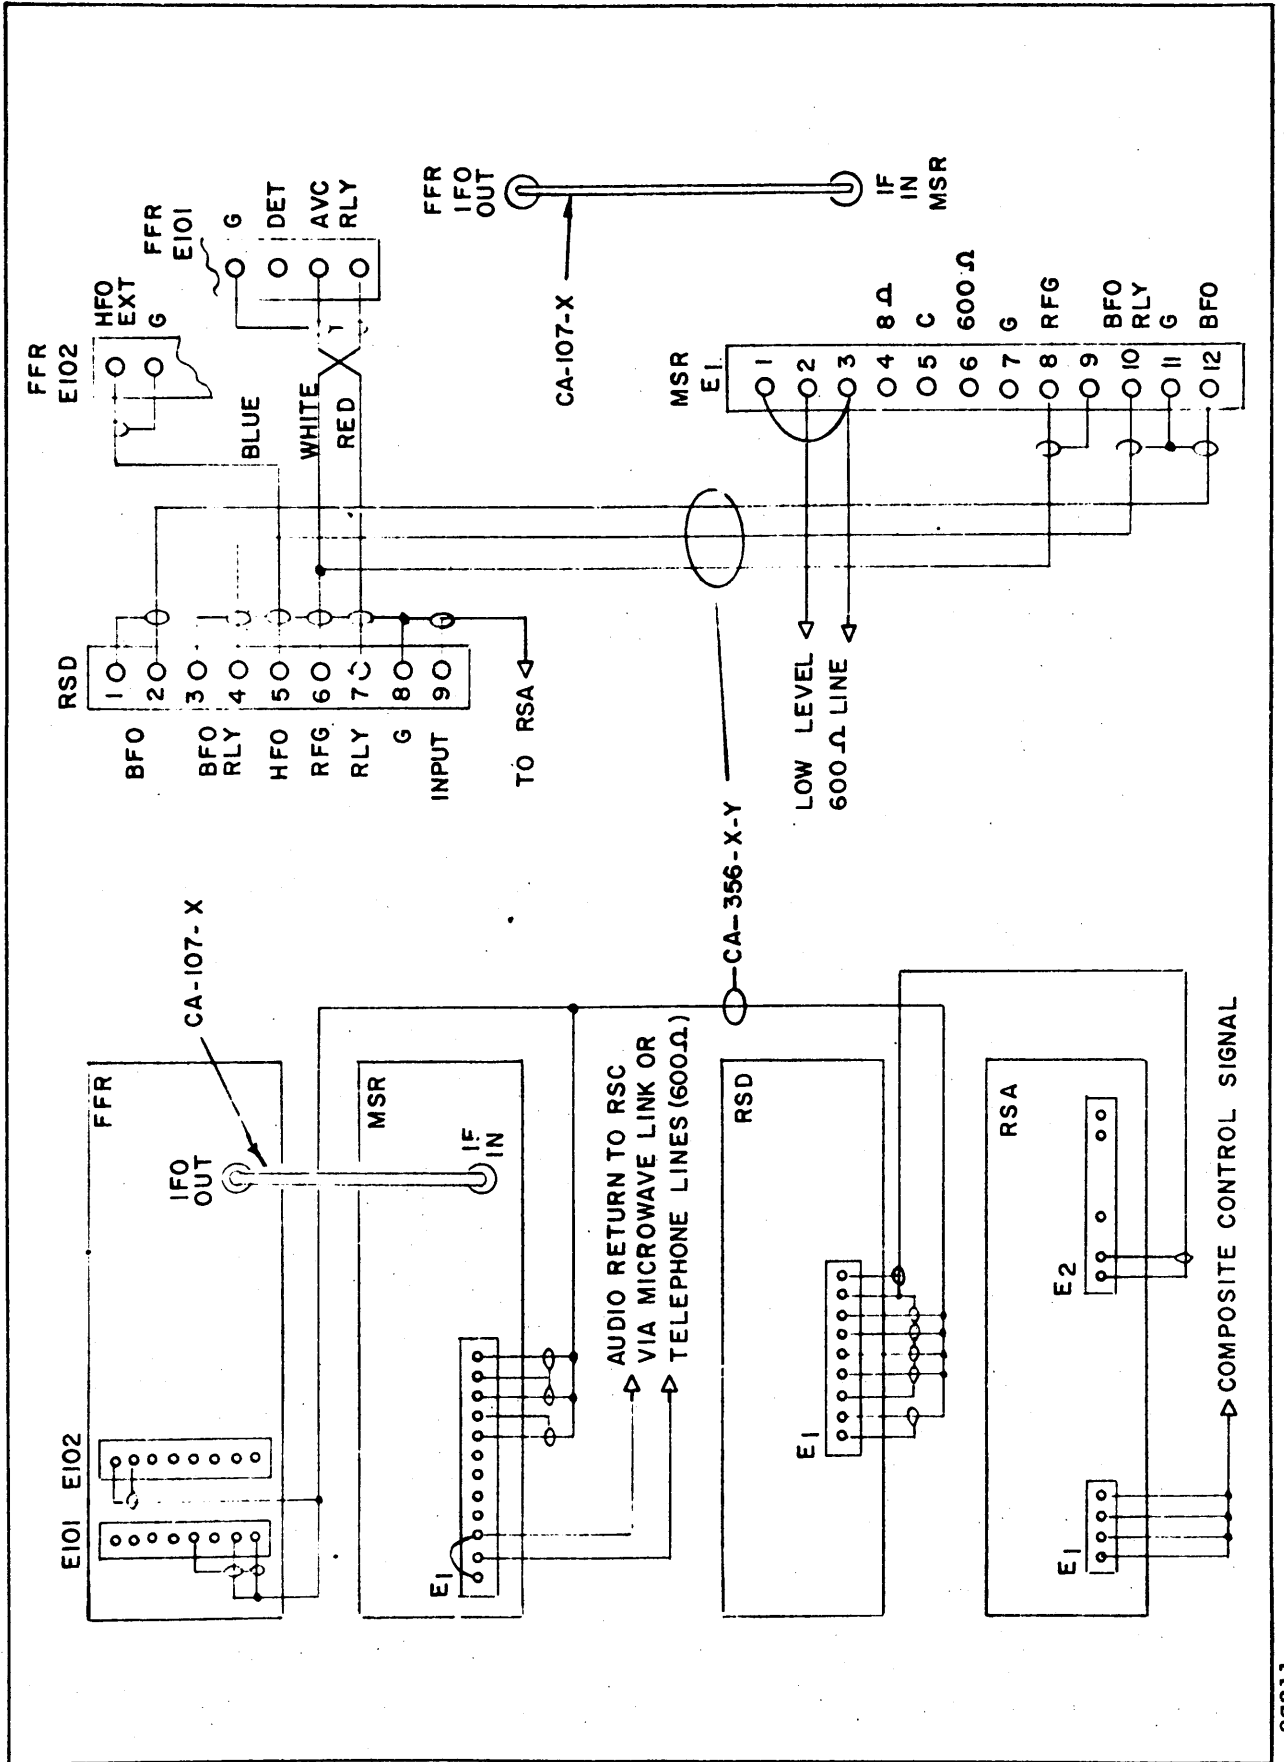 E101 E102
FFR
IFO
OUT
CA-107-X
E1
MSR
IF
IN
AUDIO RETURN TO RSC
VIA MICROWAVE LINK OR
TELEPHONE LINES (600Ω)
CA-356-X-Y
E1
RSD
E1
E2
RSA
COMPOSITE CONTROL SIGNAL
RSD
BFO
BFO
RLY
HFO
RFG
RLY
G
INPUT
1
2
3
4
5
6
7
8
9
TO RSA
FFR
E102
HFO
EXT
G
BLUE
WHITE
RED
FFR
E101
G
DET
AVC
RLY
FFR
IFO
OUT
CA-107-X
IF
IN
MSR
LOW LEVEL
600 Ω LINE
MSR
E1
1
2
3
4 8 Ω
5 C
6 600 Ω
7 G
8 RFG
9
10 BFO
RLY
11 G
12 BFO